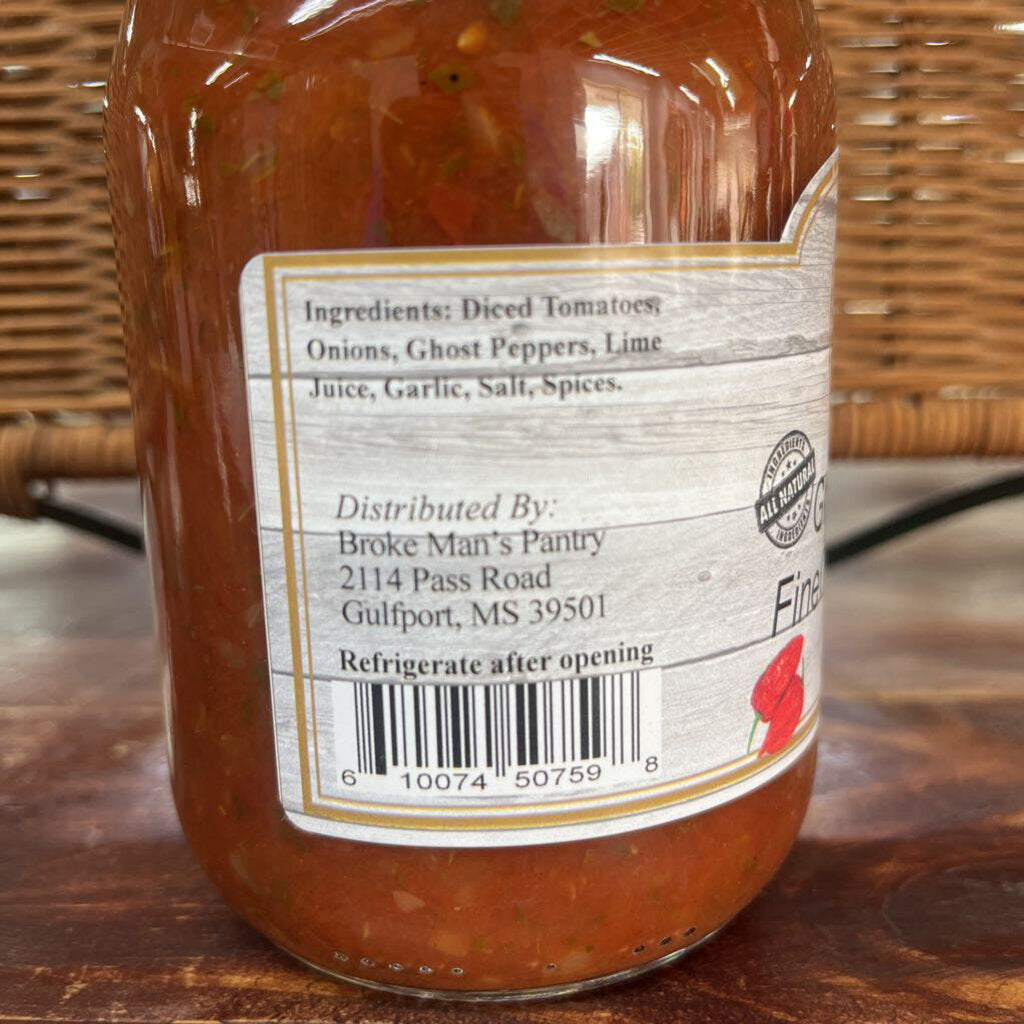 Ingredients: Diced Tomatoes,
Onions, Ghost Peppers, Lime
Juice, Garlic, Salt, Spices.
INGREDIENTS
ALL NATURAL
INGREDIENTS
Distributed By:
Broke Man's Pantry
2114 Pass Road
Gulfport, MS 39501
Refrigerate after opening
6 10074 50759 8